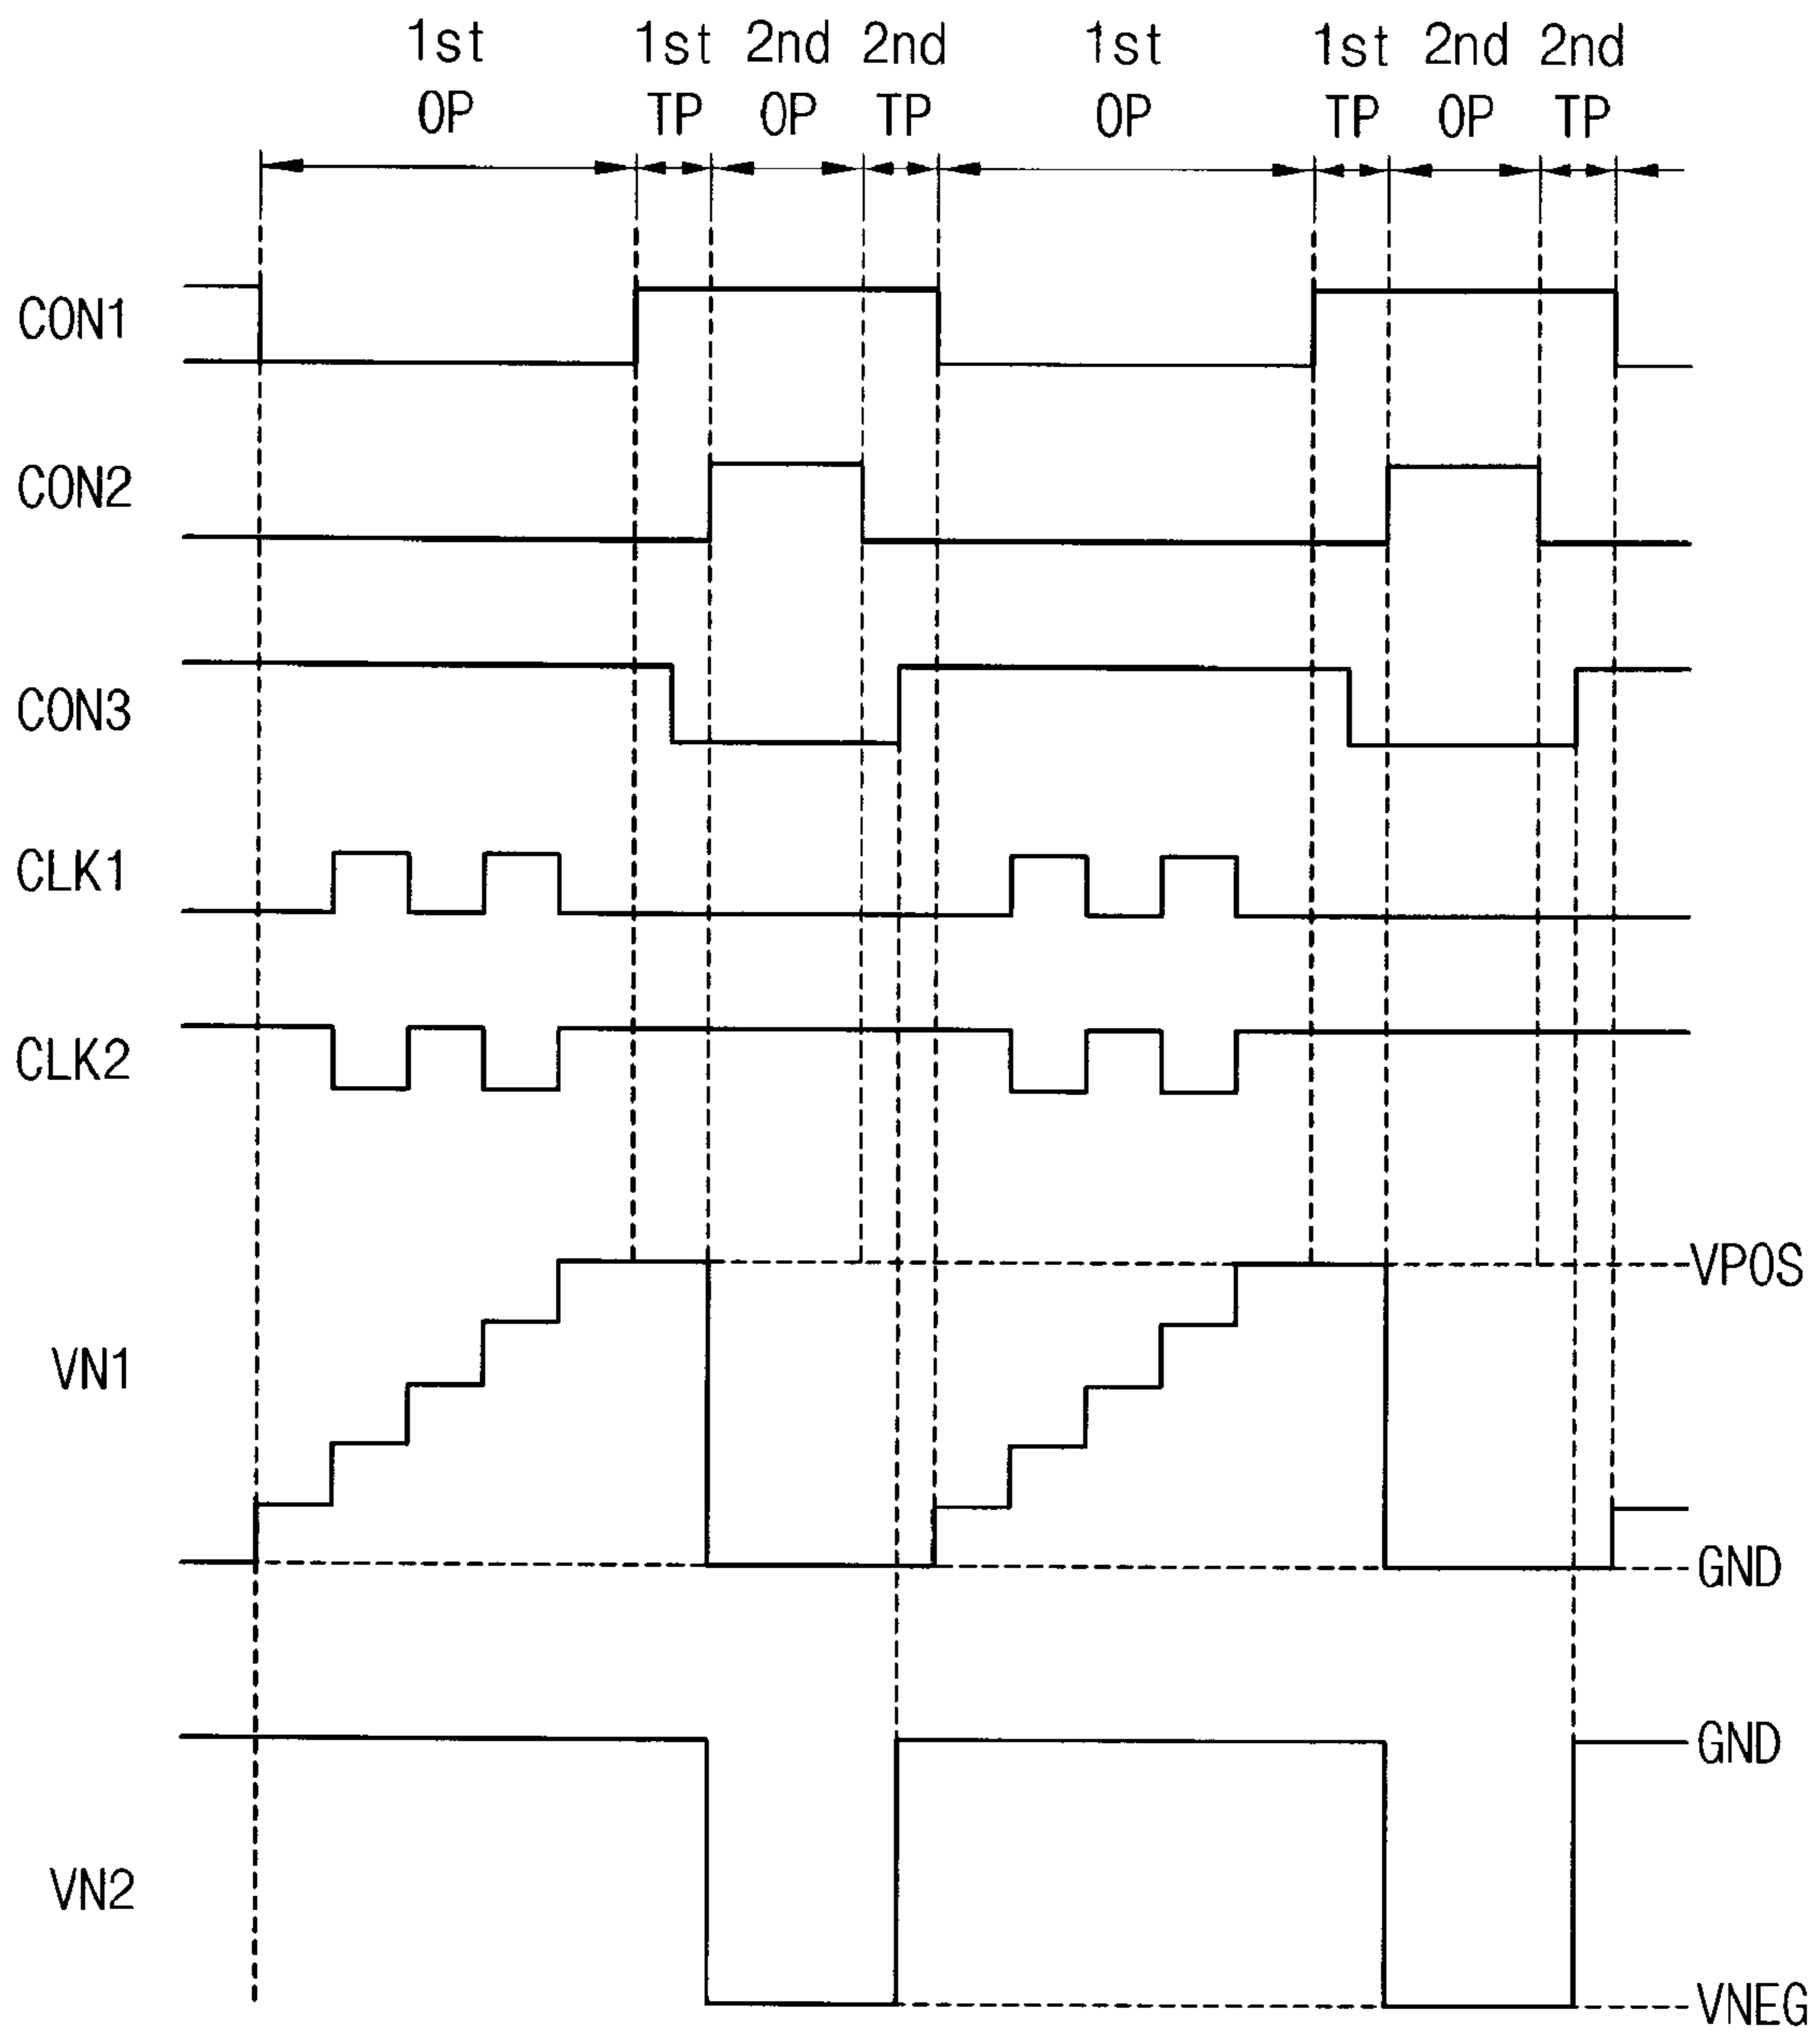 1st 1st 2nd 2nd 1st 1st 2nd 2nd
OP TP OP TP OP TP OP TP
CON1
CON2
CON3
CLK1
CLK2
VPOS
VN1
GND
GND
VN2
VNEG